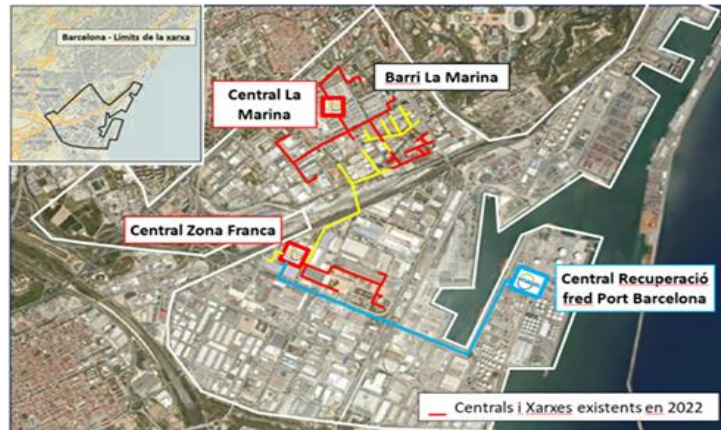 Barcelona - Límits de la xarxa
Central La
Marina
Barri La Marina
Central Zona Franca
Central Recuperació
fred Port Barcelona
Centrals i Xarxes existents en 2022